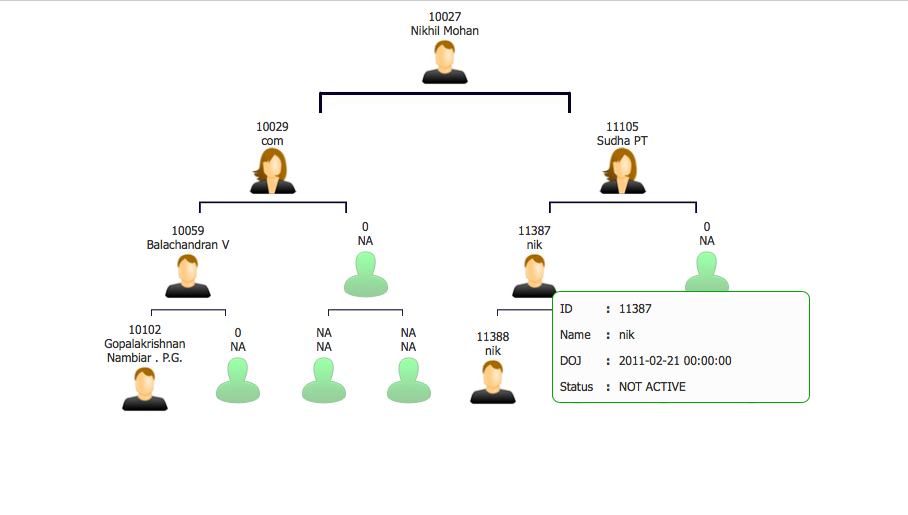 10027
Nikhil Mohan
10029
com
11105
Sudha PT
10059
Balachandran V
0
NA
11387
nik
0
NA
10102
Gopalakrishnan
Nambiar . P.G.
0
NA
NA
NA
NA
NA
11388
nik
ID : 11387
Name : nik
DOJ : 2011-02-21 00:00:00
Status : NOT ACTIVE